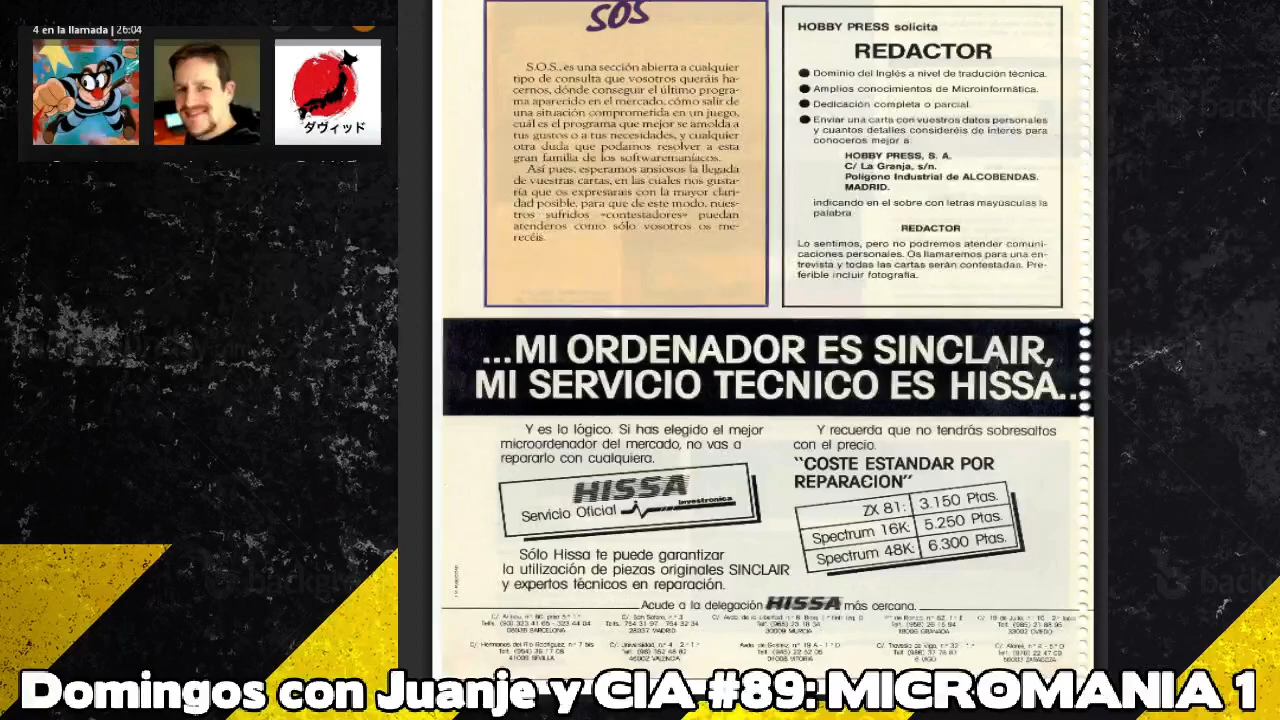 4 en la llamada | 26:04
ダヴィッド
SOS
S.O.S., es una sección abierta a cualquier
tipo de consulta que vosotros queráis ha-
cernos, dónde conseguir el último progra-
ma aparecido en el mercado, cómo salir de
una situación comprometida en un juego,
cuál es el programa que mejor se amolda a
tus gustos o a tus necesidades, y cualquier
otra duda que podamos resolver a esta
gran familia de los softwaremaníacos.
Así pues, esperamos ansiosos la llegada
de vuestras cartas, en las cuales nos gusta-
ría que os expresarais con la mayor clari-
dad posible, para que de este modo, nues-
tros sufridos «contestadores» puedan
atenderos como sólo vosotros os me-
recéis.
HOBBY PRESS solicita
REDACTOR
Dominio del Inglés a nivel de tradución técnica.
Amplios conocimientos de Microinformática.
Dedicación completa o parcial.
Enviar una carta con vuestros datos personales
y cuantos detalles consideréis de interés para
conoceros mejor a:
HOBBY PRESS, S. A.
C/ La Granja, s/n.
Polígono Industrial de ALCOBENDAS.
MADRID.
indicando en el sobre con letras mayúsculas la
palabra
REDACTOR
Lo sentimos, pero no podremos atender comuni-
caciones personales. Os llamaremos para una en-
trevista y todas las cartas serán contestadas. Pre-
ferible incluir fotografía.
...MI ORDENADOR ES SINCLAIR,
MI SERVICIO TECNICO ES HISSA...
Y es lo lógico. Si has elegido el mejor
microordenador del mercado, no vas a
repararlo con cualquiera.
HISSA
investronica
Servicio Oficial
Sólo Hissa te puede garantizar
la utilización de piezas originales SINCLAIR
y expertos técnicos en reparación.
Y recuerda que no tendrás sobresaltos
con el precio.
"COSTE ESTANDAR POR
REPARACION"
ZX 81: 3.150 Ptas.
Spectrum 16K: 5.250 Ptas.
Spectrum 48K: 6.300 Ptas.
Acude a la delegación HISSA más cercana.
BARCELONA
28037 MADRID
30009 MURCIA
GRANADA
OVIEDO
SEVILLA
46002 VALENCIA
VITORIA
VIGO
ZARAGOZA
Domingos con Juanje y CIA #89: MICROMANIA 1